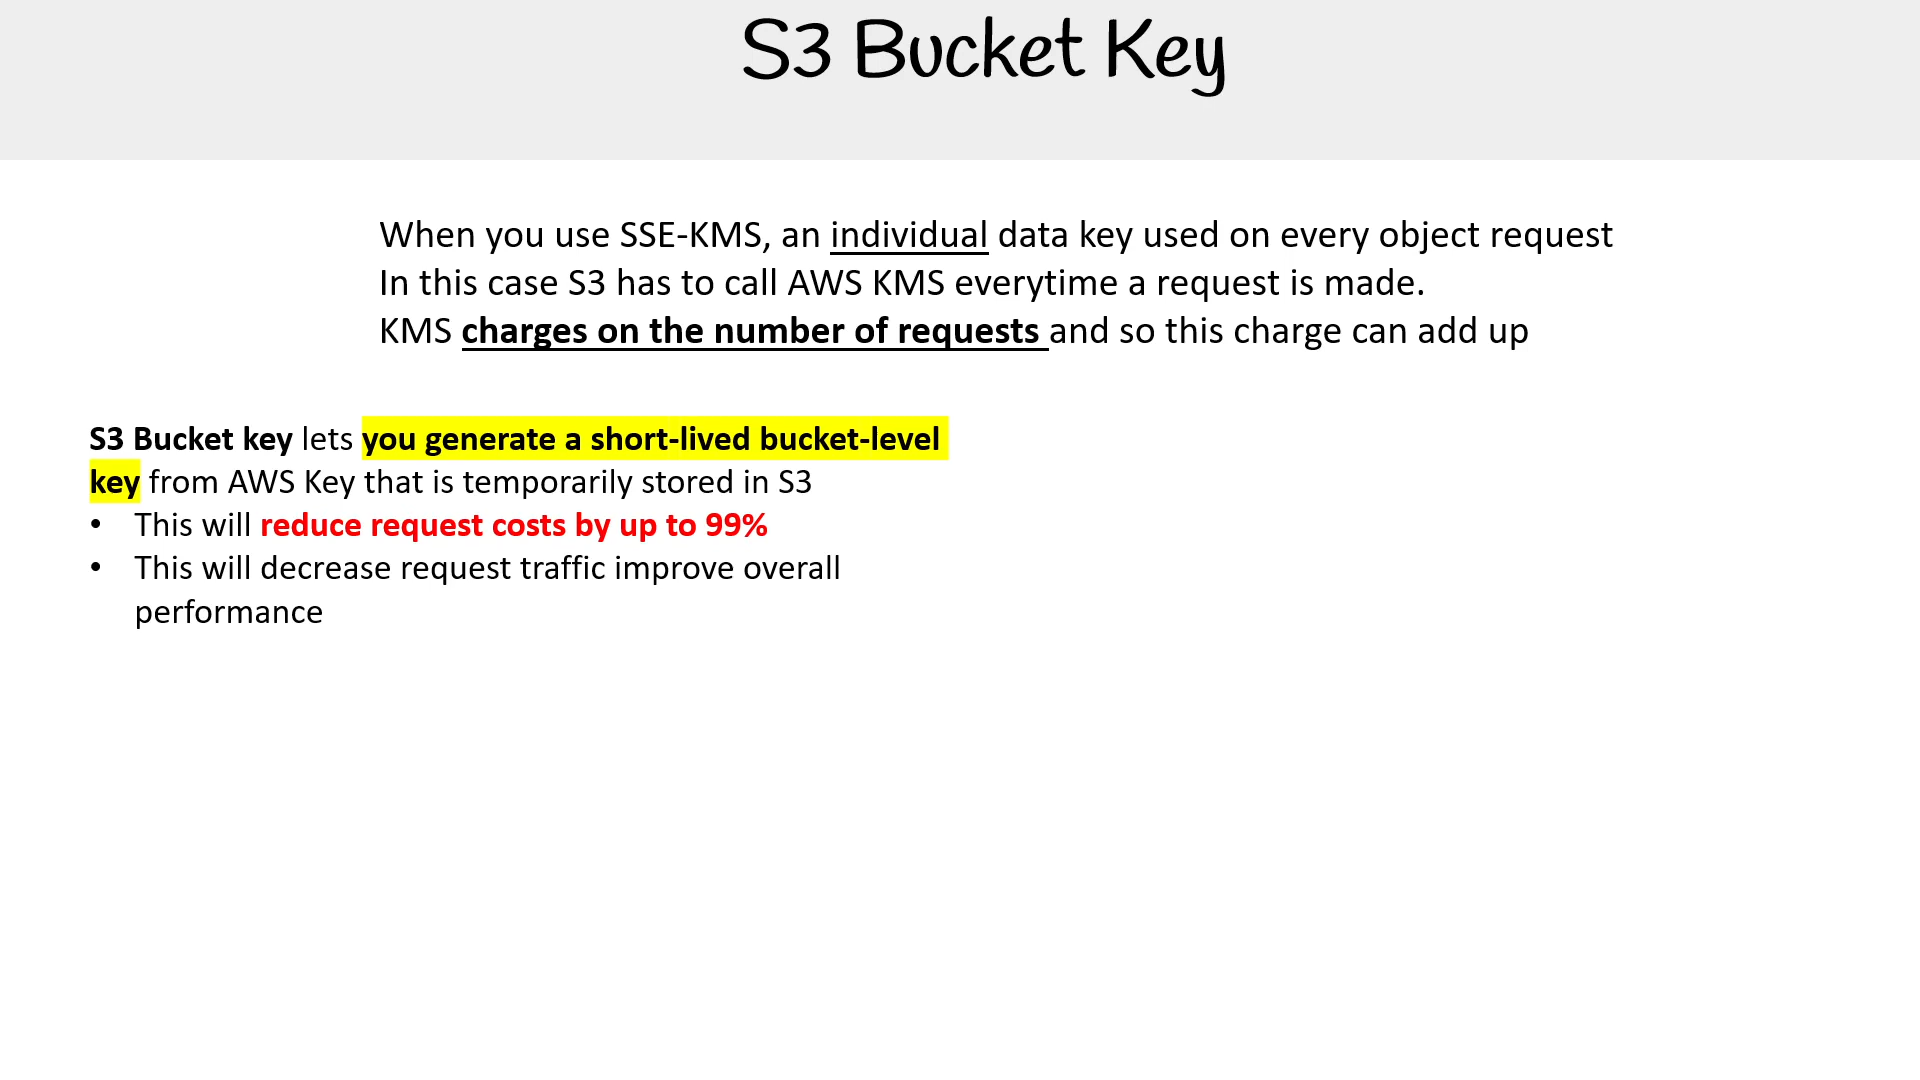 S3 Bucket Key
When you use SSE-KMS, an individual data key used on every object request
In this case S3 has to call AWS KMS everytime a request is made.
KMS charges on the number of requests and so this charge can add up
S3 Bucket key lets you generate a short-lived bucket-level
key from AWS Key that is temporarily stored in S3
• This will reduce request costs by up to 99%
• This will decrease request traffic improve overall
performance